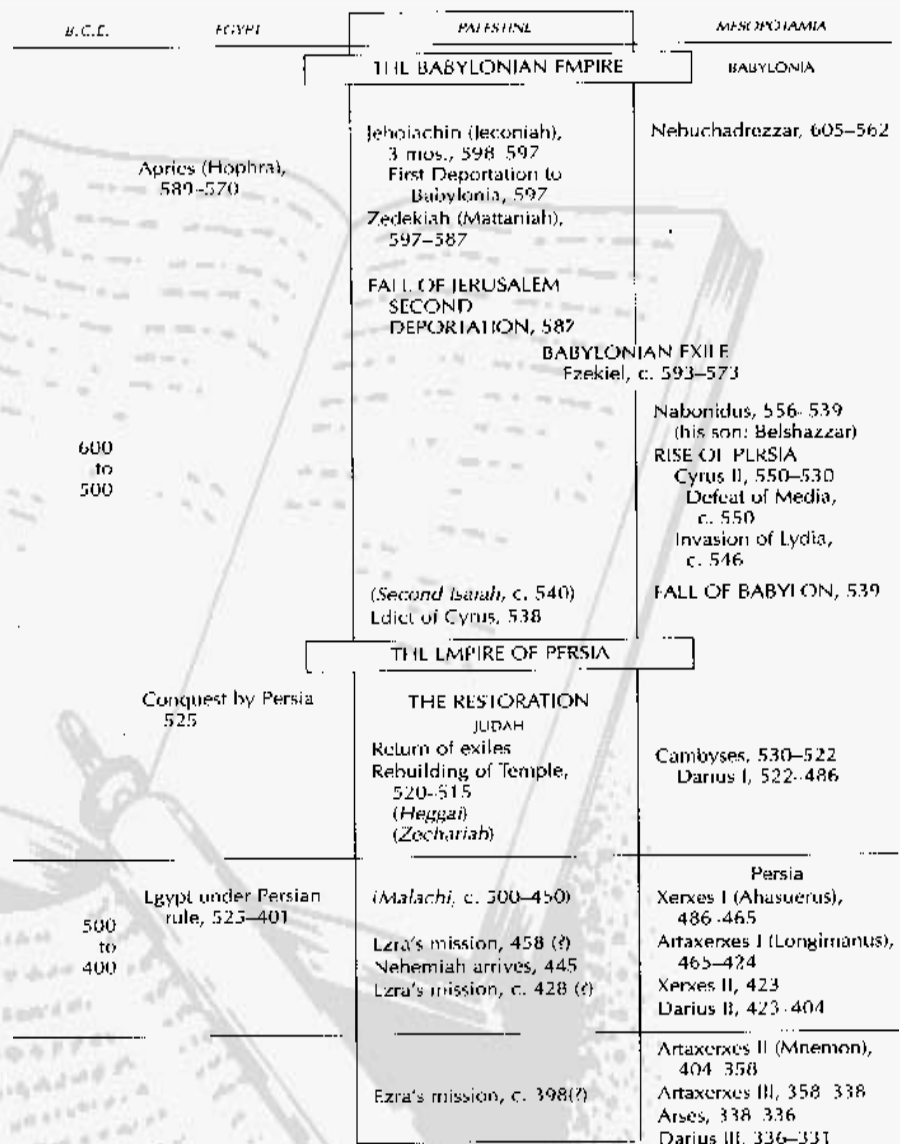 B.C.E. EGYPT PALESTINE MESOPOTAMIA
THE BABYLONIAN EMPIRE BABYLONIA
Jehoiachin (Jeconiah),
3 mos., 598–597
First Deportation to
Babylonia, 597
Zedekiah (Mattaniah),
597–587
Nebuchadrezzar, 605–562
Apries (Hophra),
589–570
FALL OF JERUSALEM
SECOND
DEPORTATION, 587
BABYLONIAN EXILE
Ezekiel, c. 593–573
Nabonidus, 556–539
(his son: Belshazzar)
RISE OF PERSIA
Cyrus II, 550–530
Defeat of Media,
c. 550
Invasion of Lydia,
c. 546
600
to
500
(Second Isaiah, c. 540)
Edict of Cyrus, 538
FALL OF BABYLON, 539
THE EMPIRE OF PERSIA
Conquest by Persia
525
THE RESTORATION
JUDAH
Return of exiles
Rebuilding of Temple,
520–515
(Heggai)
(Zechariah)
Cambyses, 530–522
Darius I, 522–486
Persia
Egypt under Persian
rule, 525–401
500
to
400
(Malachi, c. 500–450)
Ezra's mission, 458 (?)
Nehemiah arrives, 445
Ezra's mission, c. 428 (?)
Xerxes I (Ahasuerus),
486–465
Artaxerxes I (Longimanus),
465–424
Xerxes II, 423
Darius II, 423–404
Ezra's mission, c. 398(?)
Artaxerxes II (Mnemon),
404–358
Artaxerxes III, 358–338
Arses, 338–336
Darius III, 336–331